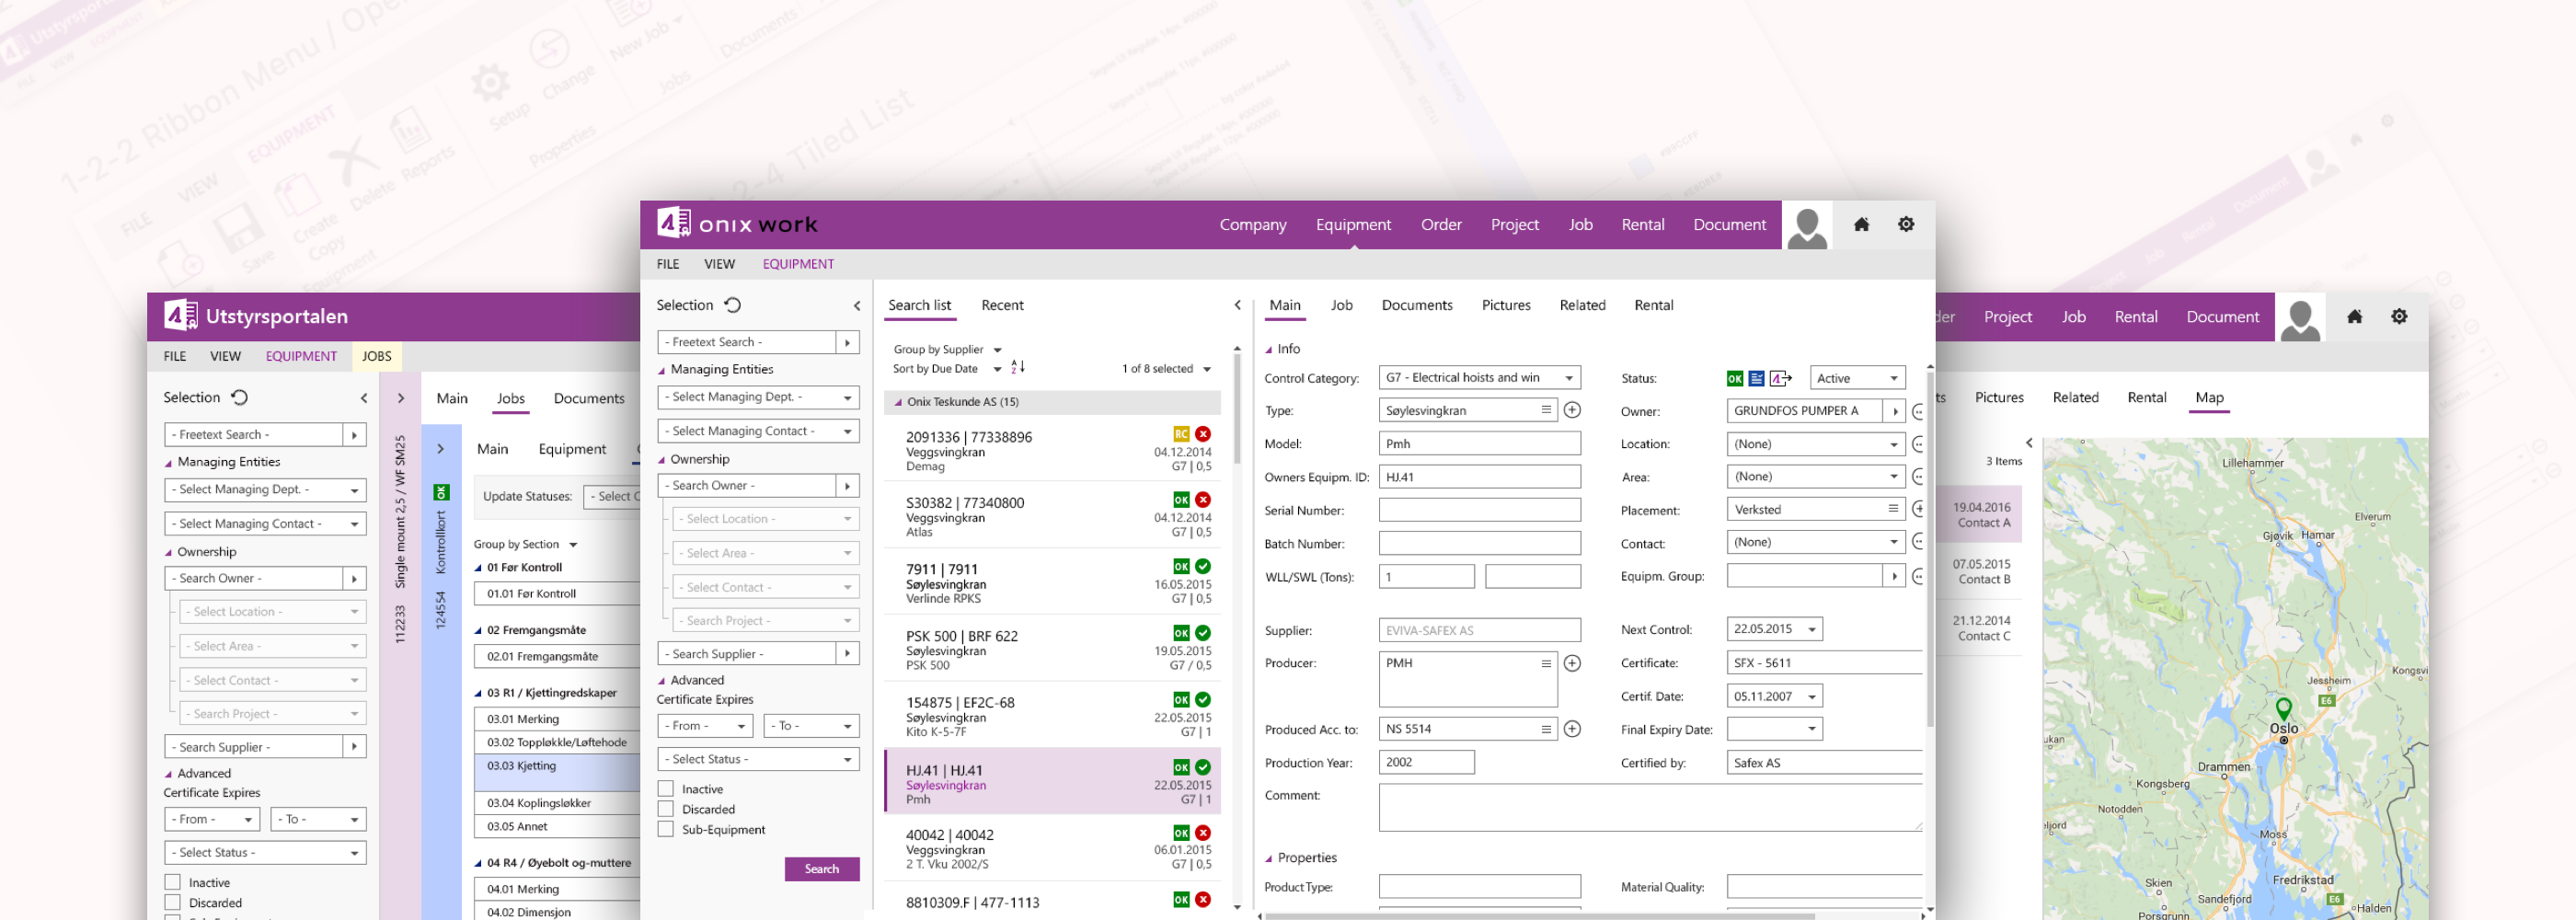 1-2-2 Ribbon Menu / Ope
FILE
VIEW
EQUIPMENT
Save
Create
Copy
Equipment
Delete
Reports
Setup
Change
Properties
New Job
Jobs
Documents
2-4 Tiled List
Utstyrsportalen
FILE VIEW EQUIPMENT JOBS
Selection
- Freetext Search -
Managing Entities
- Select Managing Dept. -
- Select Managing Contact -
Ownership
- Search Owner -
- Select Location -
- Select Area -
- Select Contact -
- Search Project -
- Search Supplier -
Advanced
Certificate Expires
- From - - To -
- Select Status -
Inactive
Discarded
112233 Single mount 2,5 / WF SM25
124554 Kontrollkort OK
Main Jobs Documents
Main Equipment
Update Statuses: - Select
Group by Section
01 Før Kontroll
01.01 Før Kontroll
02 Fremgangsmåte
02.01 Fremgangsmåte
03 R1 / Kjettingredskaper
03.01 Merking
03.02 Toppløkkle/Løftehode
03.03 Kjetting
03.04 Koplingsløkker
03.05 Annet
04 R4 / Øyebolt og-muttere
04.01 Merking
04.02 Dimensjon
onix work
Company Equipment Order Project Job Rental Document
FILE VIEW EQUIPMENT
Selection
- Freetext Search -
Managing Entities
- Select Managing Dept. -
- Select Managing Contact -
Ownership
- Search Owner -
- Select Location -
- Select Area -
- Select Contact -
- Search Project -
- Search Supplier -
Advanced
Certificate Expires
- From - - To -
- Select Status -
Inactive
Discarded
Sub-Equipment
Search
Search list Recent
Group by Supplier
Sort by Due Date AZ 1 of 8 selected
Onix Teskunde AS (15)
2091336 | 77338896 RC
Veggsvingkran 04.12.2014
Demag G7 | 0,5
S30382 | 77340800 OK
Veggsvingkran 04.12.2014
Atlas G7 | 0,5
7911 | 7911 OK
Søylesvingkran 16.05.2015
Verlinde RPKS G7 | 0,5
PSK 500 | BRF 622 OK
Søylesvingkran 19.05.2015
PSK 500 G7 / 0,5
154875 | EF2C-68 OK
Søylesvingkran 22.05.2015
Kito K-5-7F G7 | 1
HJ.41 | HJ.41 OK
Søylesvingkran 22.05.2015
Pmh G7 | 1
40042 | 40042 OK
Veggsvingkran 06.01.2015
2 T. Vku 2002/S G7 | 0,5
8810309.F | 477-1113 OK
Main Job Documents Pictures Related Rental
Info
Control Category: G7 - Electrical hoists and win Status: OK Active
Type: Søylesvingkran Owner: GRUNDFOS PUMPER A
Model: Pmh Location: (None)
Owners Equipm. ID: HJ.41 Area: (None)
Serial Number: Placement: Verksted
Batch Number: Contact: (None)
WLL/SWL (Tons): 1 Equipm. Group:
Supplier: EVIVA-SAFEX AS Next Control: 22.05.2015
Producer: PMH Certificate: SFX - 5611
Certif. Date: 05.11.2007
Produced Acc. to: NS 5514 Final Expiry Date:
Production Year: 2002 Certified by: Safex AS
Comment:
Properties
Product Type: Material Quality:
der Project Job Rental Document
ts Pictures Related Rental Map
3 Items
19.04.2016
Contact A
07.05.2015
Contact B
21.12.2014
Contact C
Lillehammer
Elverum
Gjøvik Hamar
Kongsv
Jessheim
E6
Oslo
ukan
Drammen
Kongsberg
Notodden
eljord
Moss
Skien
Fredrikstad
Sandefjord
E6
Halden
Porsgrunn